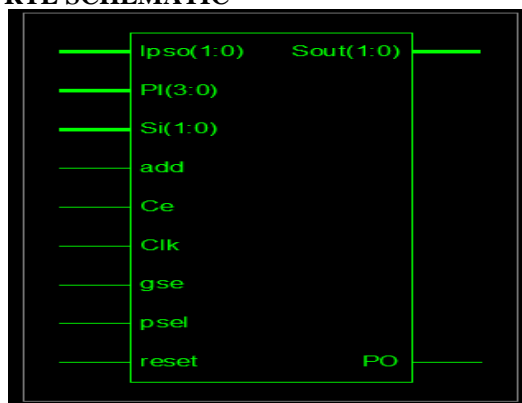 RTL SCHEMATIC
Ipso(1:0) Sout(1:0)
PI(3:0)
Si(1:0)
add
Ce
Clk
gse
psel
reset PO